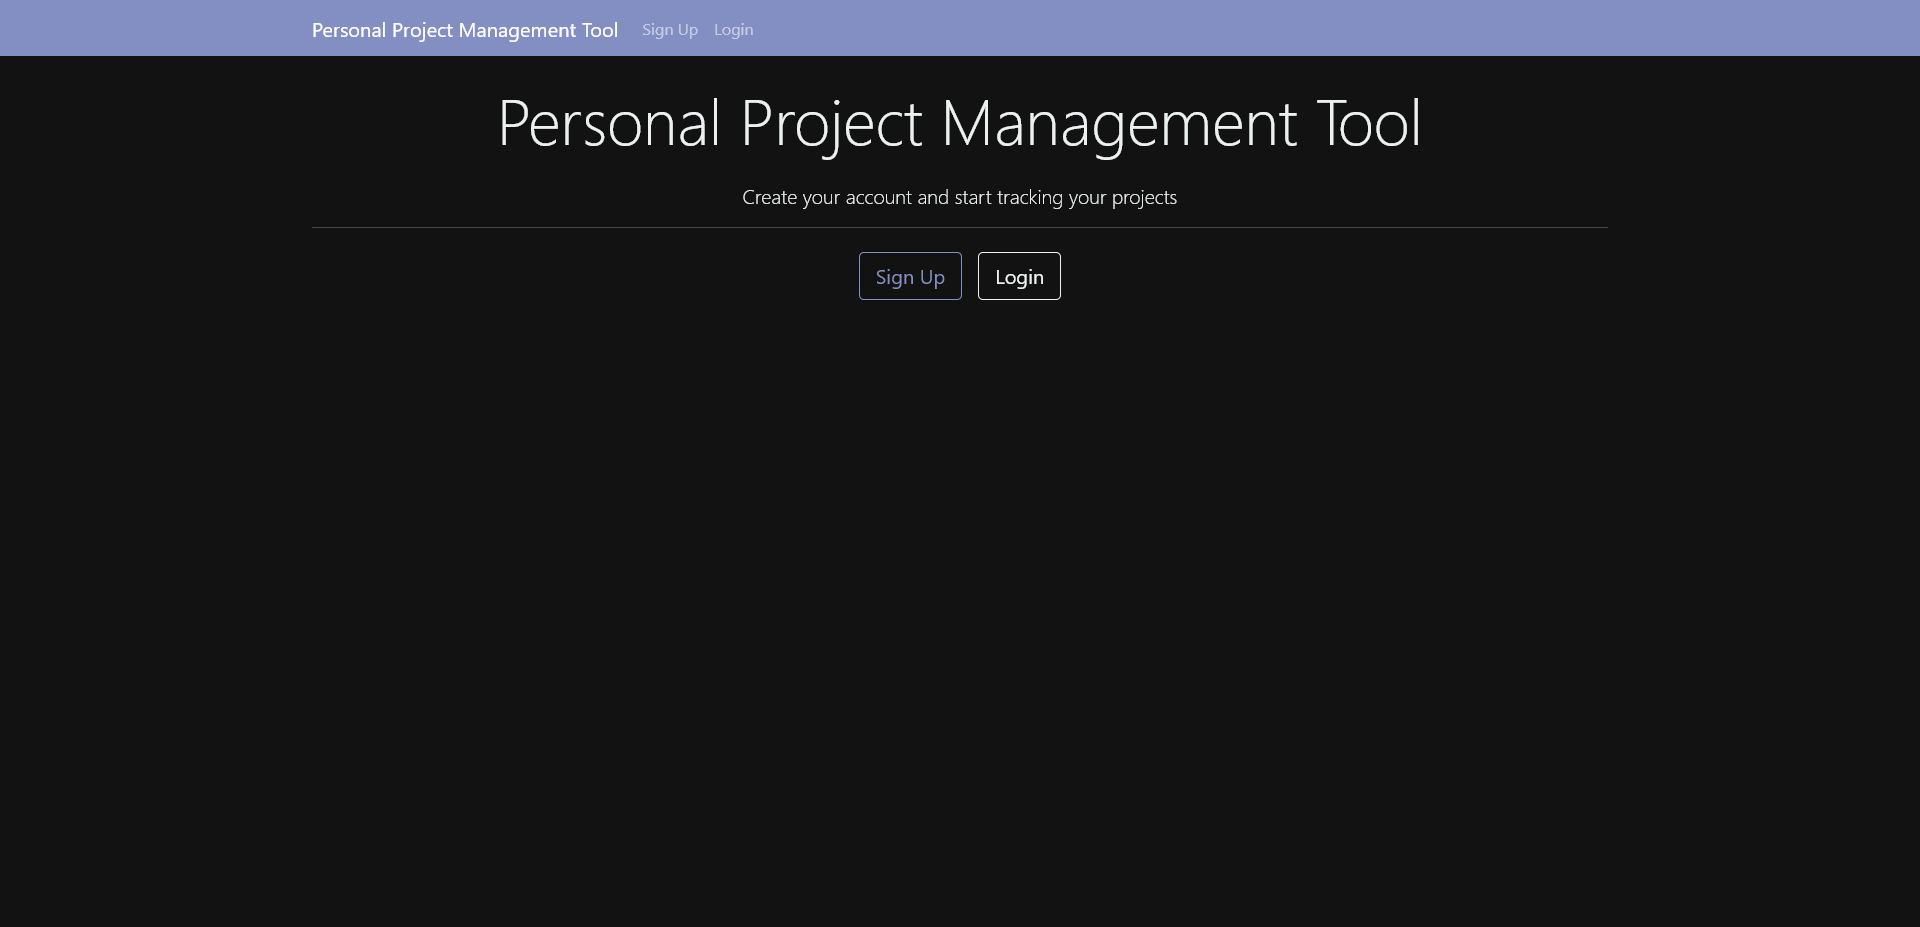 Personal Project Management Tool Sign Up Login
Personal Project Management Tool
Create your account and start tracking your projects
Sign Up Login